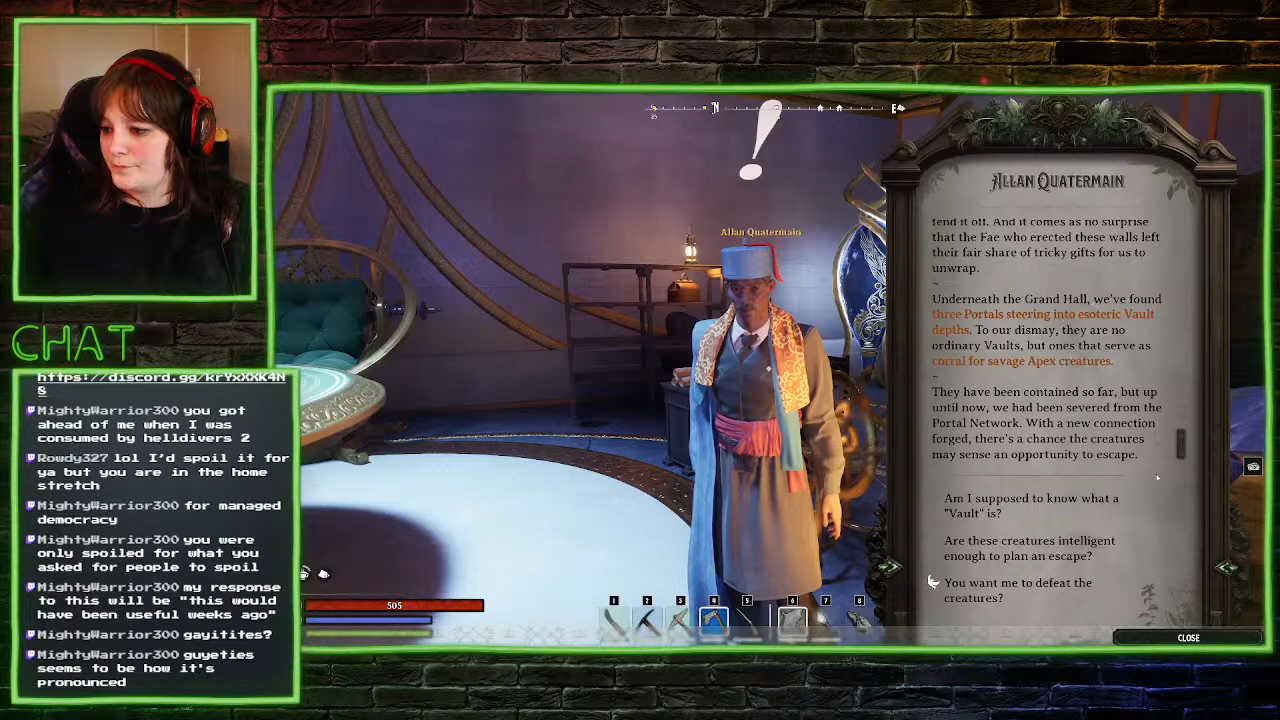 CHAT
https://discord.gg/krYxXXK4N
8
MightyWarrior300 you got
ahead of me when I was
consumed by helldivers 2
Rowdy327 lol I'd spoil it for
ya but you are in the home
stretch
MightyWarrior300 for managed
democracy
MightyWarrior300 you were
only spoiled for what you
asked for people to spoil
MightyWarrior300 my response
to this will be "this would
have been useful weeks ago"
MightyWarrior300 gayitites?
MightyWarrior300 guyeties
seems to be how it's
pronounced
N
E
25
Allan Quatermain
505
1 2 3 4 5 6 7 8
ALLAN QUATERMAIN
fend it off. And it comes as no surprise
that the Fae who erected these walls left
their fair share of tricky gifts for us to
unwrap.
~
Underneath the Grand Hall, we've found
three Portals steering into esoteric Vault
depths. To our dismay, they are no
ordinary Vaults, but ones that serve as
corral for savage Apex creatures.
~
They have been contained so far, but up
until now, we had been severed from the
Portal Network. With a new connection
forged, there's a chance the creatures
may sense an opportunity to escape.
Am I supposed to know what a
"Vault" is?
Are these creatures intelligent
enough to plan an escape?
You want me to defeat the
creatures?
CLOSE